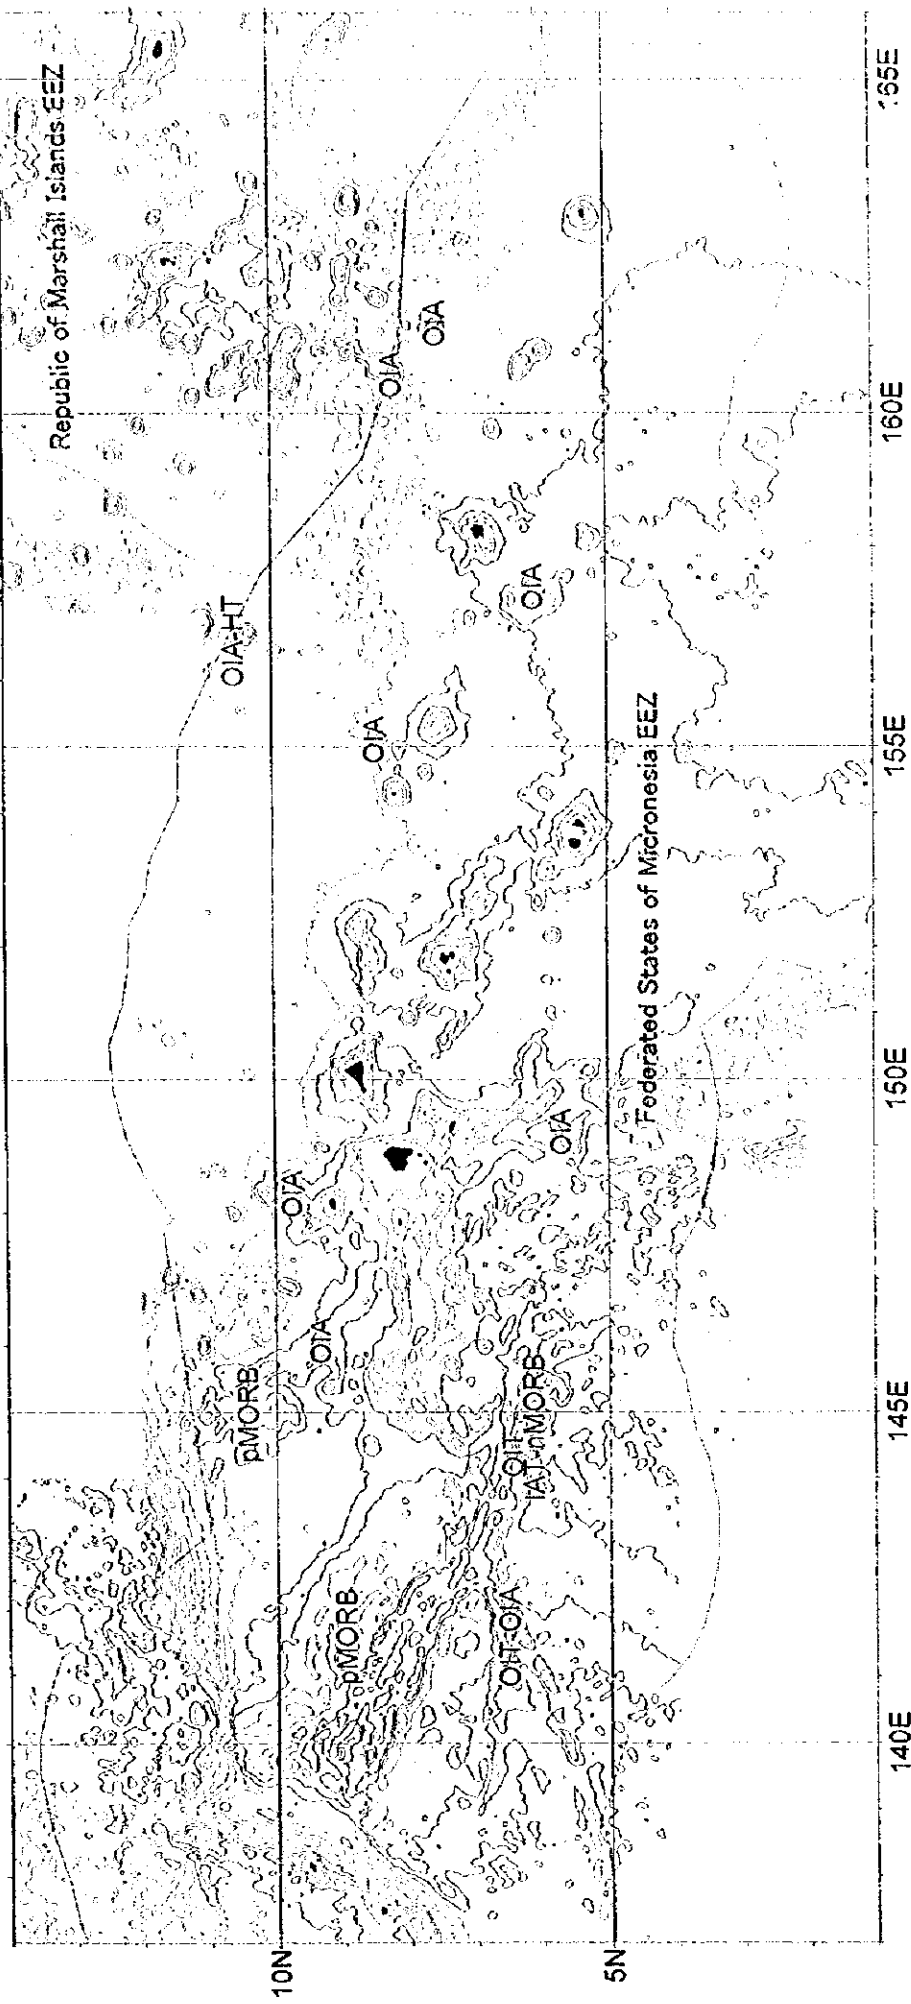 Republic of Marshall Islands EEZ
OIA-HT
OIA
OIA
OIA
OIA
OIA
OIA
OIA
pMORB
pMORB
OIT
IAT-nMORB
OIT-OIA
Federated States of Micronesia EEZ
10N
5N
140E
145E
150E
155E
160E
165E